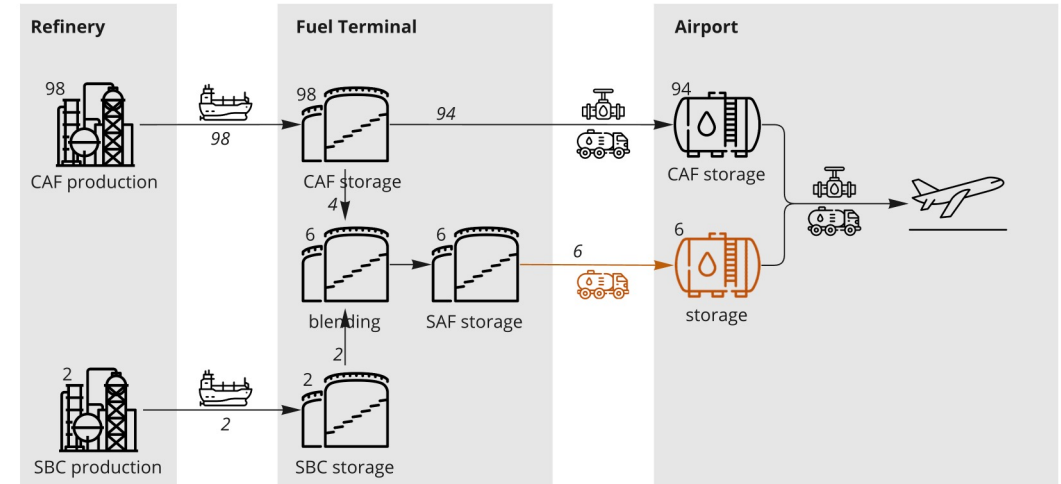 Refinery
Fuel Terminal
Airport
98
98
98
94
94
CAF production
CAF storage
CAF storage
4
6
6
6
6
blending
SAF storage
storage
2
2
2
2
SBC production
SBC storage